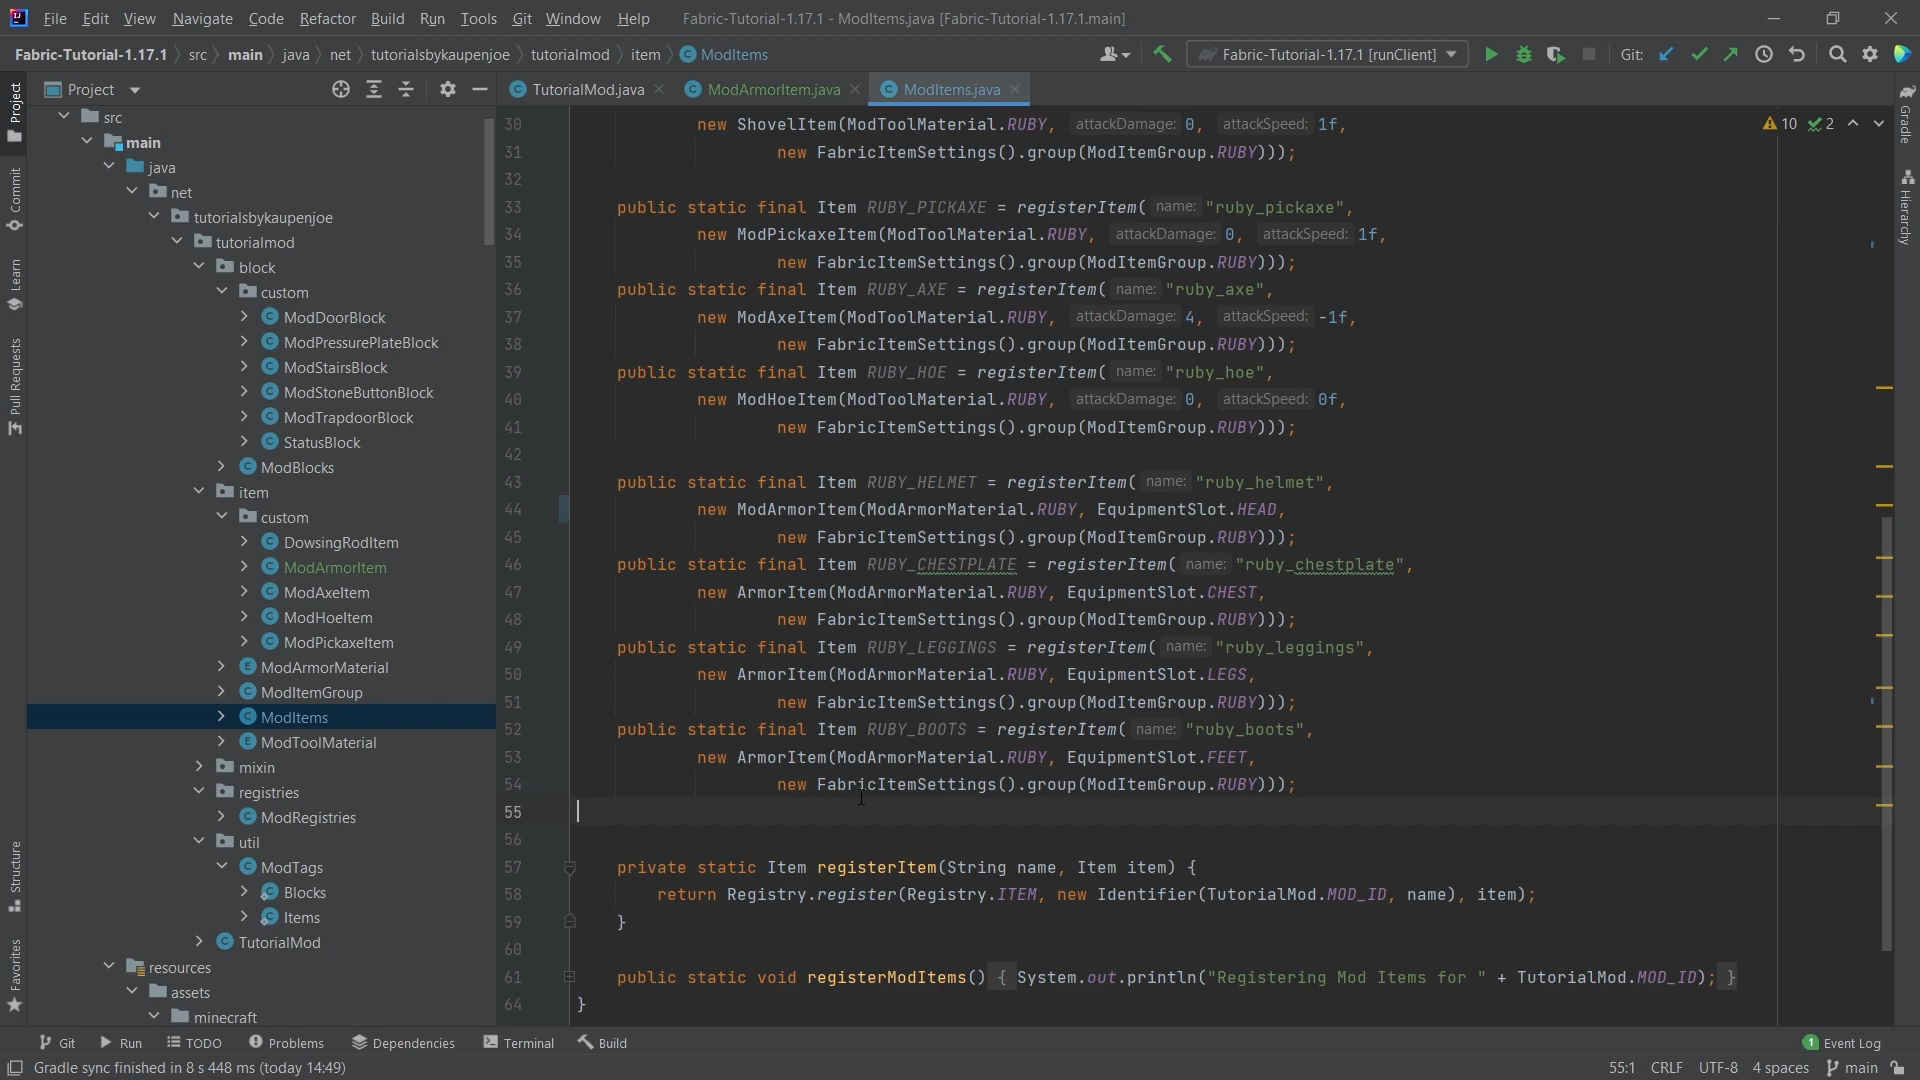 File Edit View Navigate Code Refactor Build Run Tools Git Window Help Fabric-Tutorial-1.17.1 - ModItems.java [Fabric-Tutorial-1.17.1.main]
Fabric-Tutorial-1.17.1 src main java net tutorialsbykaupenjoe tutorialmod item ModItems Fabric-Tutorial-1.17.1 [runClient] Git:
Project TutorialMod.java ModArmorItem.java ModItems.java
Project
Commit
Learn
Pull Requests
Structure
Favorites
src
main
java
net
tutorialsbykaupenjoe
tutorialmod
block
custom
ModDoorBlock
ModPressurePlateBlock
ModStairsBlock
ModStoneButtonBlock
ModTrapdoorBlock
StatusBlock
ModBlocks
item
custom
DowsingRodItem
ModArmorItem
ModAxeItem
ModHoeItem
ModPickaxeItem
ModArmorMaterial
ModItemGroup
ModItems
ModToolMaterial
mixin
registries
ModRegistries
util
ModTags
Blocks
Items
TutorialMod
resources
assets
minecraft
30 new ShovelItem(ModToolMaterial.RUBY, attackDamage: 0, attackSpeed: 1f,
31 new FabricItemSettings().group(ModItemGroup.RUBY)));
32
33 public static final Item RUBY_PICKAXE = registerItem( name: "ruby_pickaxe",
34 new ModPickaxeItem(ModToolMaterial.RUBY, attackDamage: 0, attackSpeed: 1f,
35 new FabricItemSettings().group(ModItemGroup.RUBY)));
36 public static final Item RUBY_AXE = registerItem( name: "ruby_axe",
37 new ModAxeItem(ModToolMaterial.RUBY, attackDamage: 4, attackSpeed: -1f,
38 new FabricItemSettings().group(ModItemGroup.RUBY)));
39 public static final Item RUBY_HOE = registerItem( name: "ruby_hoe",
40 new ModHoeItem(ModToolMaterial.RUBY, attackDamage: 0, attackSpeed: 0f,
41 new FabricItemSettings().group(ModItemGroup.RUBY)));
42
43 public static final Item RUBY_HELMET = registerItem( name: "ruby_helmet",
44 new ModArmorItem(ModArmorMaterial.RUBY, EquipmentSlot.HEAD,
45 new FabricItemSettings().group(ModItemGroup.RUBY)));
46 public static final Item RUBY_CHESTPLATE = registerItem( name: "ruby_chestplate",
47 new ArmorItem(ModArmorMaterial.RUBY, EquipmentSlot.CHEST,
48 new FabricItemSettings().group(ModItemGroup.RUBY)));
49 public static final Item RUBY_LEGGINGS = registerItem( name: "ruby_leggings",
50 new ArmorItem(ModArmorMaterial.RUBY, EquipmentSlot.LEGS,
51 new FabricItemSettings().group(ModItemGroup.RUBY)));
52 public static final Item RUBY_BOOTS = registerItem( name: "ruby_boots",
53 new ArmorItem(ModArmorMaterial.RUBY, EquipmentSlot.FEET,
54 new FabricItemSettings().group(ModItemGroup.RUBY)));
55
56
57 private static Item registerItem(String name, Item item) {
58 return Registry.register(Registry.ITEM, new Identifier(TutorialMod.MOD_ID, name), item);
59 }
60
61 public static void registerModItems() { System.out.println("Registering Mod Items for " + TutorialMod.MOD_ID); }
64 }
10 2
Gradle
Hierarchy
Git Run TODO Problems Dependencies Terminal Build 1 Event Log
Gradle sync finished in 8 s 448 ms (today 14:49) 55:1 CRLF UTF-8 4 spaces main